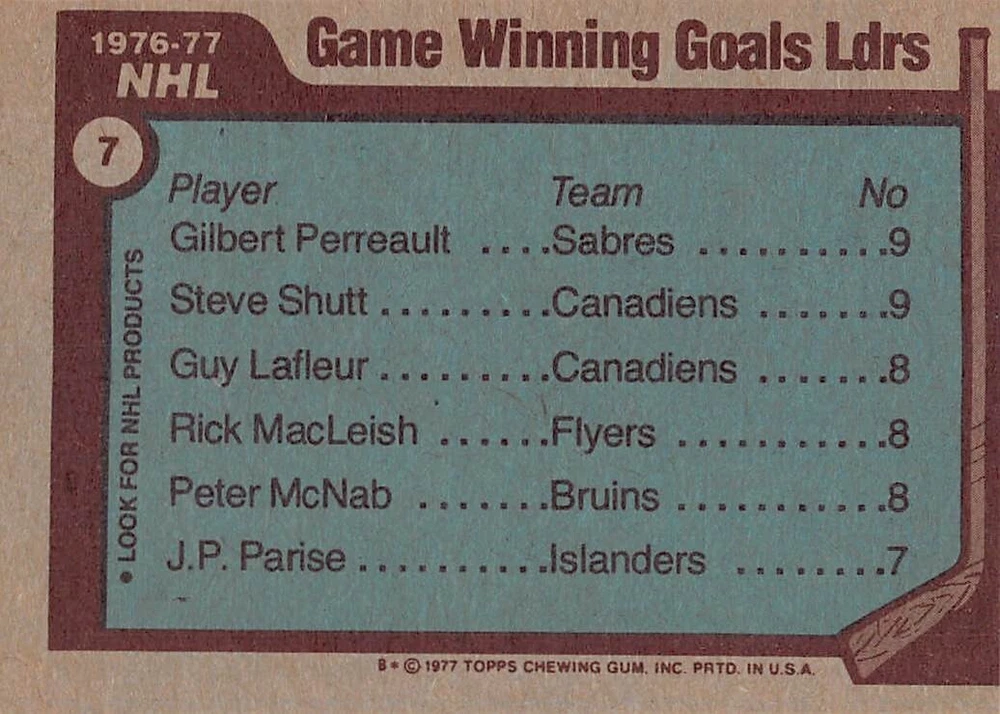 1976-77
NHL
Game Winning Goals Ldrs
7
Player Team No
Gilbert Perreault ....Sabres ...........9
Steve Shutt .........Canadiens .......9
Guy Lafleur .........Canadiens .......8
Rick MacLeish ......Flyers ...........8
Peter McNab .......Bruins ...........8
J.P. Parise ..........Islanders ........7
• LOOK FOR NHL PRODUCTS
B * © 1977 TOPPS CHEWING GUM, INC. PRTD. IN U.S.A.